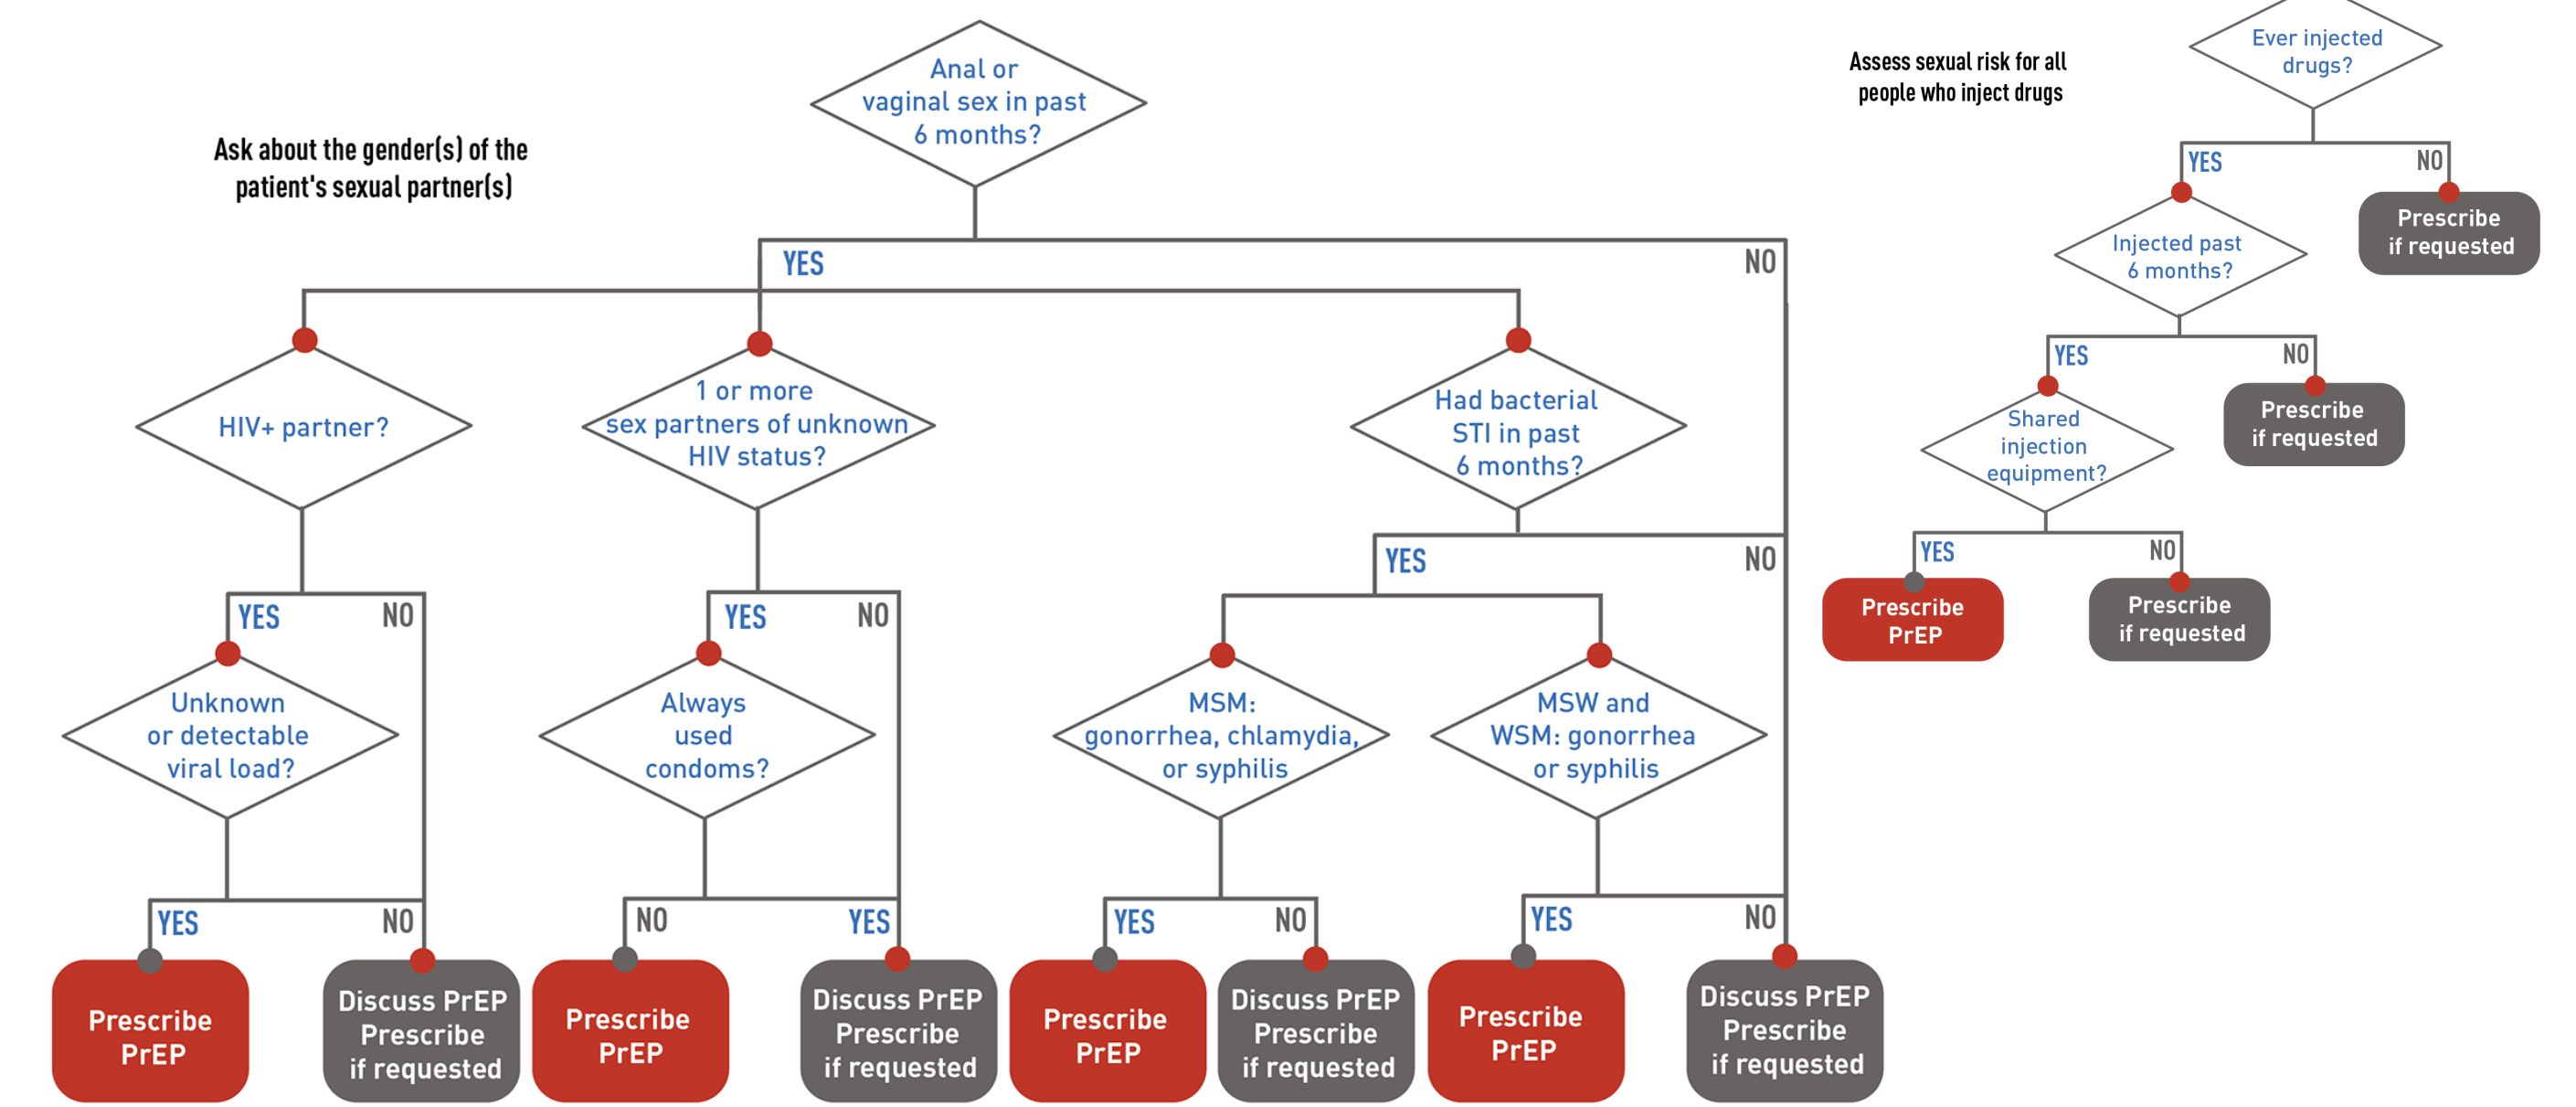 Ask about the gender(s) of the
patient's sexual partner(s)
Anal or
vaginal sex in past
6 months?
YES
NO
HIV+ partner?
1 or more
sex partners of unknown
HIV status?
Had bacterial
STI in past
6 months?
YES
NO
YES
NO
YES
NO
Unknown
or detectable
viral load?
Always
used
condoms?
MSM:
gonorrhea, chlamydia,
or syphilis
MSW and
WSM: gonorrhea
or syphilis
YES
NO
NO
YES
YES
NO
YES
NO
Prescribe
PrEP
Discuss PrEP
Prescribe
if requested
Prescribe
PrEP
Discuss PrEP
Prescribe
if requested
Prescribe
PrEP
Discuss PrEP
Prescribe
if requested
Prescribe
PrEP
Discuss PrEP
Prescribe
if requested
Assess sexual risk for all
people who inject drugs
Ever injected
drugs?
YES
NO
Injected past
6 months?
Prescribe
if requested
YES
NO
Shared
injection
equipment?
Prescribe
if requested
YES
NO
Prescribe
PrEP
Prescribe
if requested